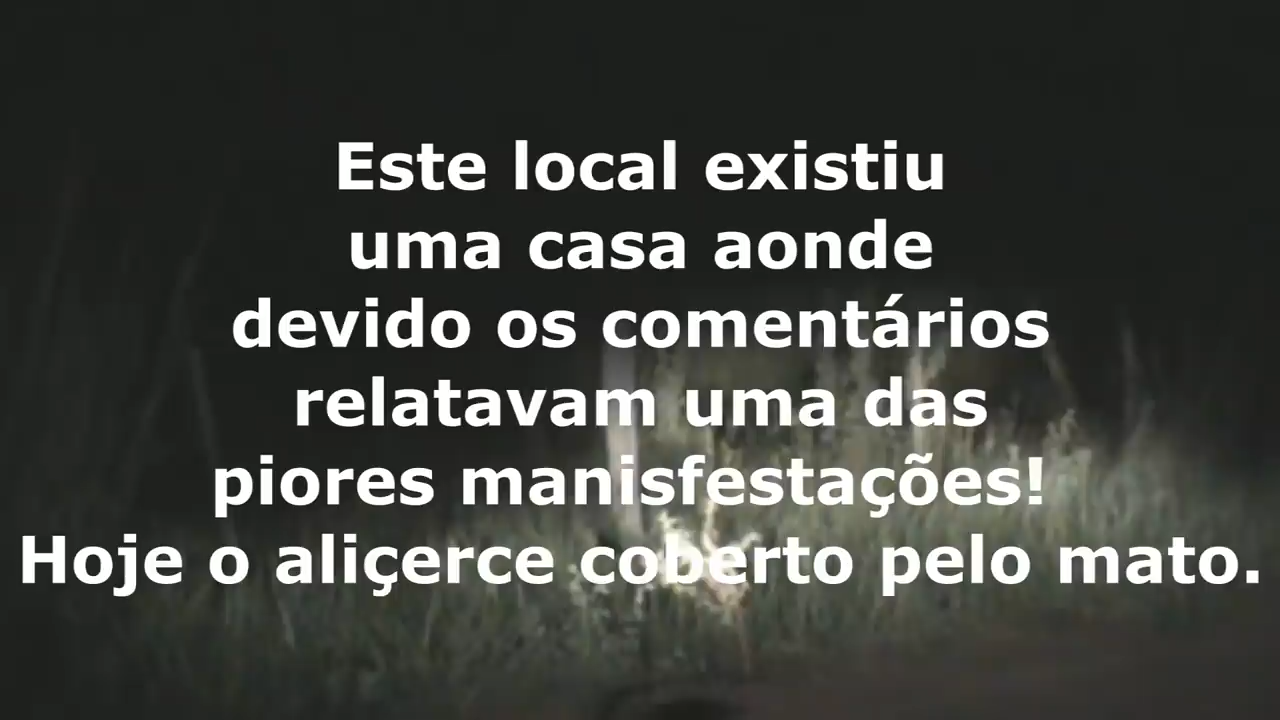 Este local existiu
uma casa aonde
devido os comentários
relatavam uma das
piores manisfestações!
Hoje o aliçerce coberto pelo mato.